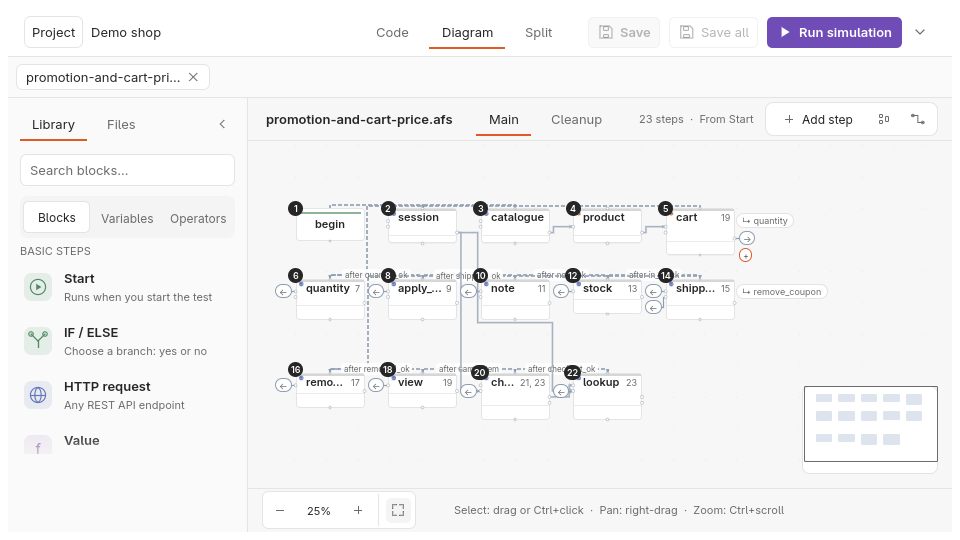 Project Demo shop Code Diagram Split Save Save all Run simulation
promotion-and-cart-pri...
Library Files
promotion-and-cart-price.afs Main Cleanup 23 steps · From Start Add step
Search blocks...
Blocks Variables Operators
BASIC STEPS
Start
Runs when you start the test
IF / ELSE
Choose a branch: yes or no
HTTP request
Any REST API endpoint
Value
1 begin
2 session
3 catalogue
4 product
5 cart 19
quantity
6 quantity 7
8 apply_... 9
10 note 11
12 stock 13
14 shipp... 15
remove_coupon
16 remo... 17
18 view 19
20 ch... 21, 23
22 lookup 23
25%
Select: drag or Ctrl+click · Pan: right-drag · Zoom: Ctrl+scroll